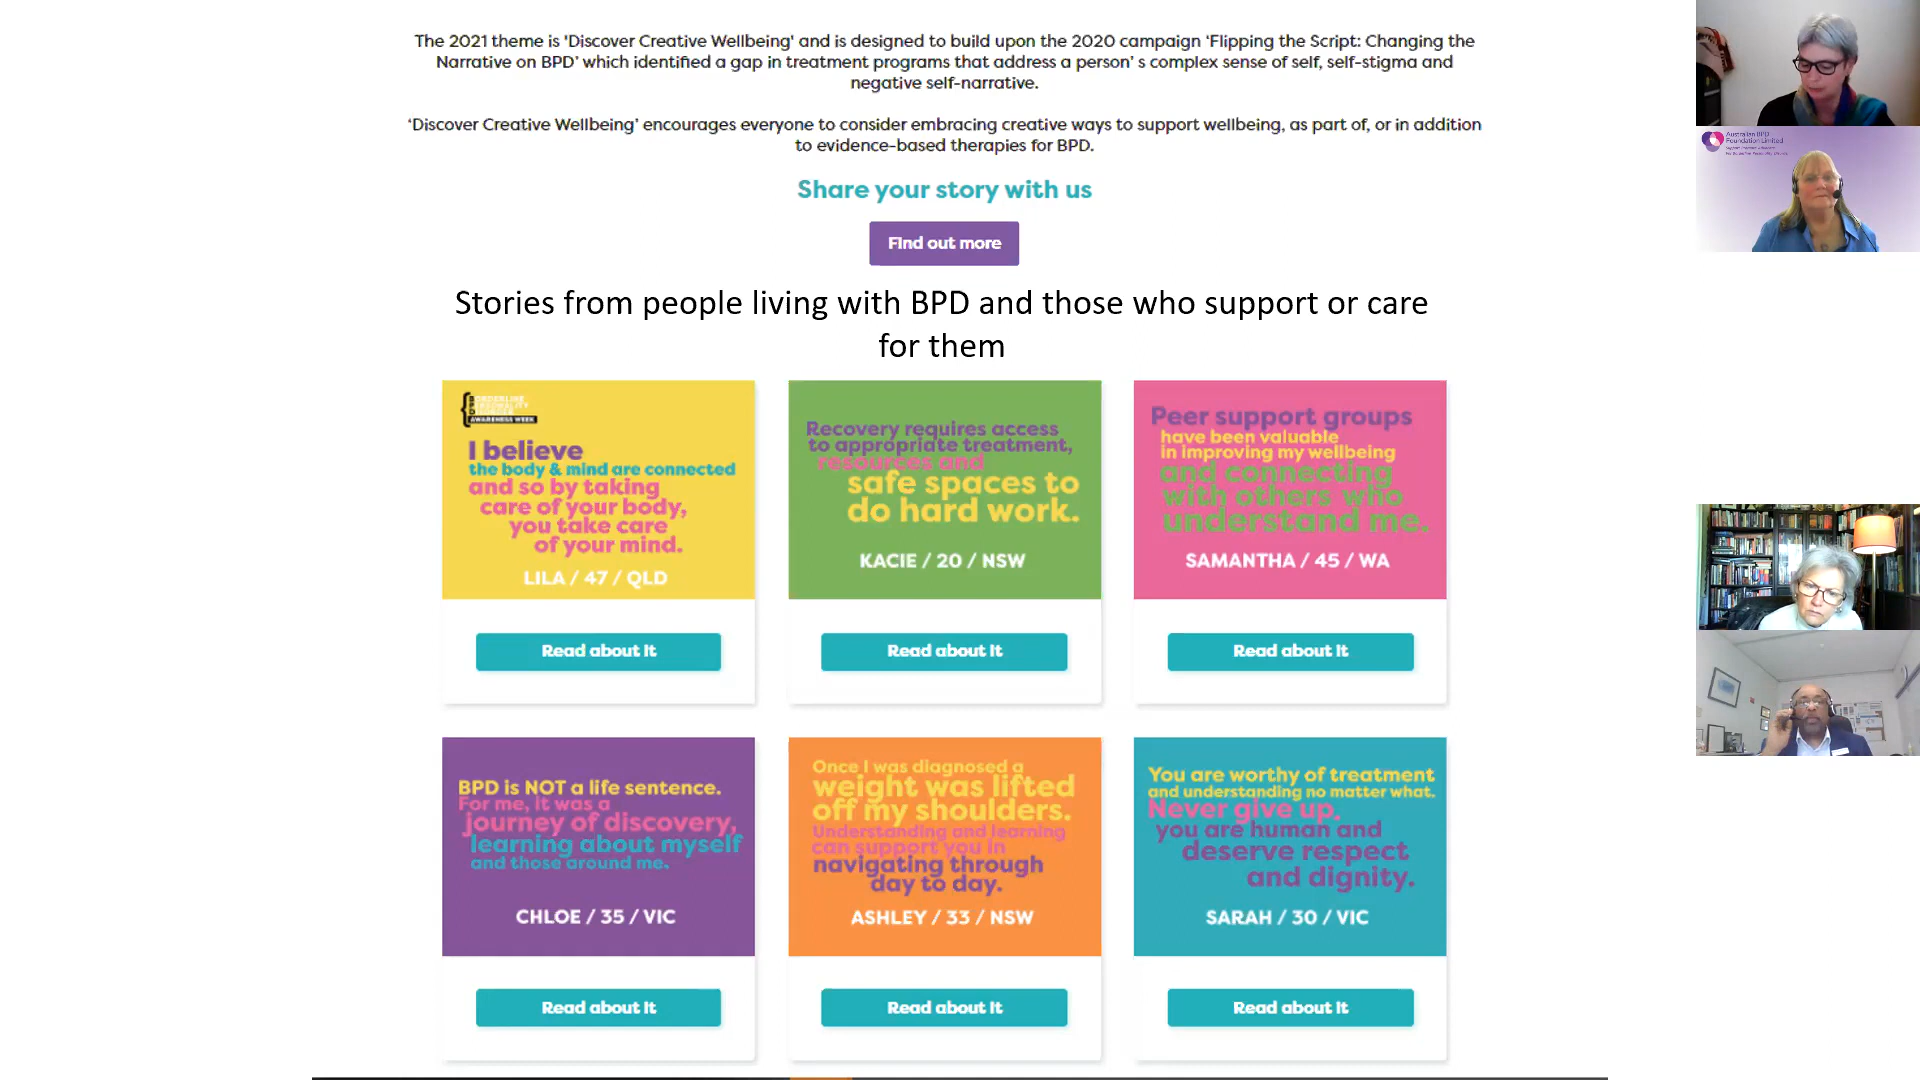 The 2021 theme is 'Discover Creative Wellbeing' and is designed to build upon the 2020 campaign ‘Flipping the Script: Changing the
Narrative on BPD’ which identified a gap in treatment programs that address a person’ s complex sense of self, self-stigma and
negative self-narrative.
‘Discover Creative Wellbeing’ encourages everyone to consider embracing creative ways to support wellbeing, as part of, or in addition
to evidence-based therapies for BPD.
Share your story with us
Find out more
Stories from people living with BPD and those who support or care
for them
BORDERLINE
PERSONALITY
DISORDER
AWARENESS WEEK
I believe
the body & mind are connected
and so by taking
care of your body,
you take care
of your mind.
LILA / 47 / QLD
Read about it
Recovery requires access
to appropriate treatment,
resources and
safe spaces to
do hard work.
KACIE / 20 / NSW
Read about it
Peer support groups
have been valuable
in improving my wellbeing
and connecting
with others who
understand me.
SAMANTHA / 45 / WA
Read about it
BPD is NOT a life sentence.
For me, it was a
journey of discovery,
learning about myself
and those around me.
CHLOE / 35 / VIC
Read about it
Once I was diagnosed a
weight was lifted
off my shoulders.
Understanding and learning
can support you in
navigating through
day to day.
ASHLEY / 33 / NSW
Read about it
You are worthy of treatment
and understanding no matter what.
Never give up,
you are human and
deserve respect
and dignity.
SARAH / 30 / VIC
Read about it
Australian BPD
Foundation Limited